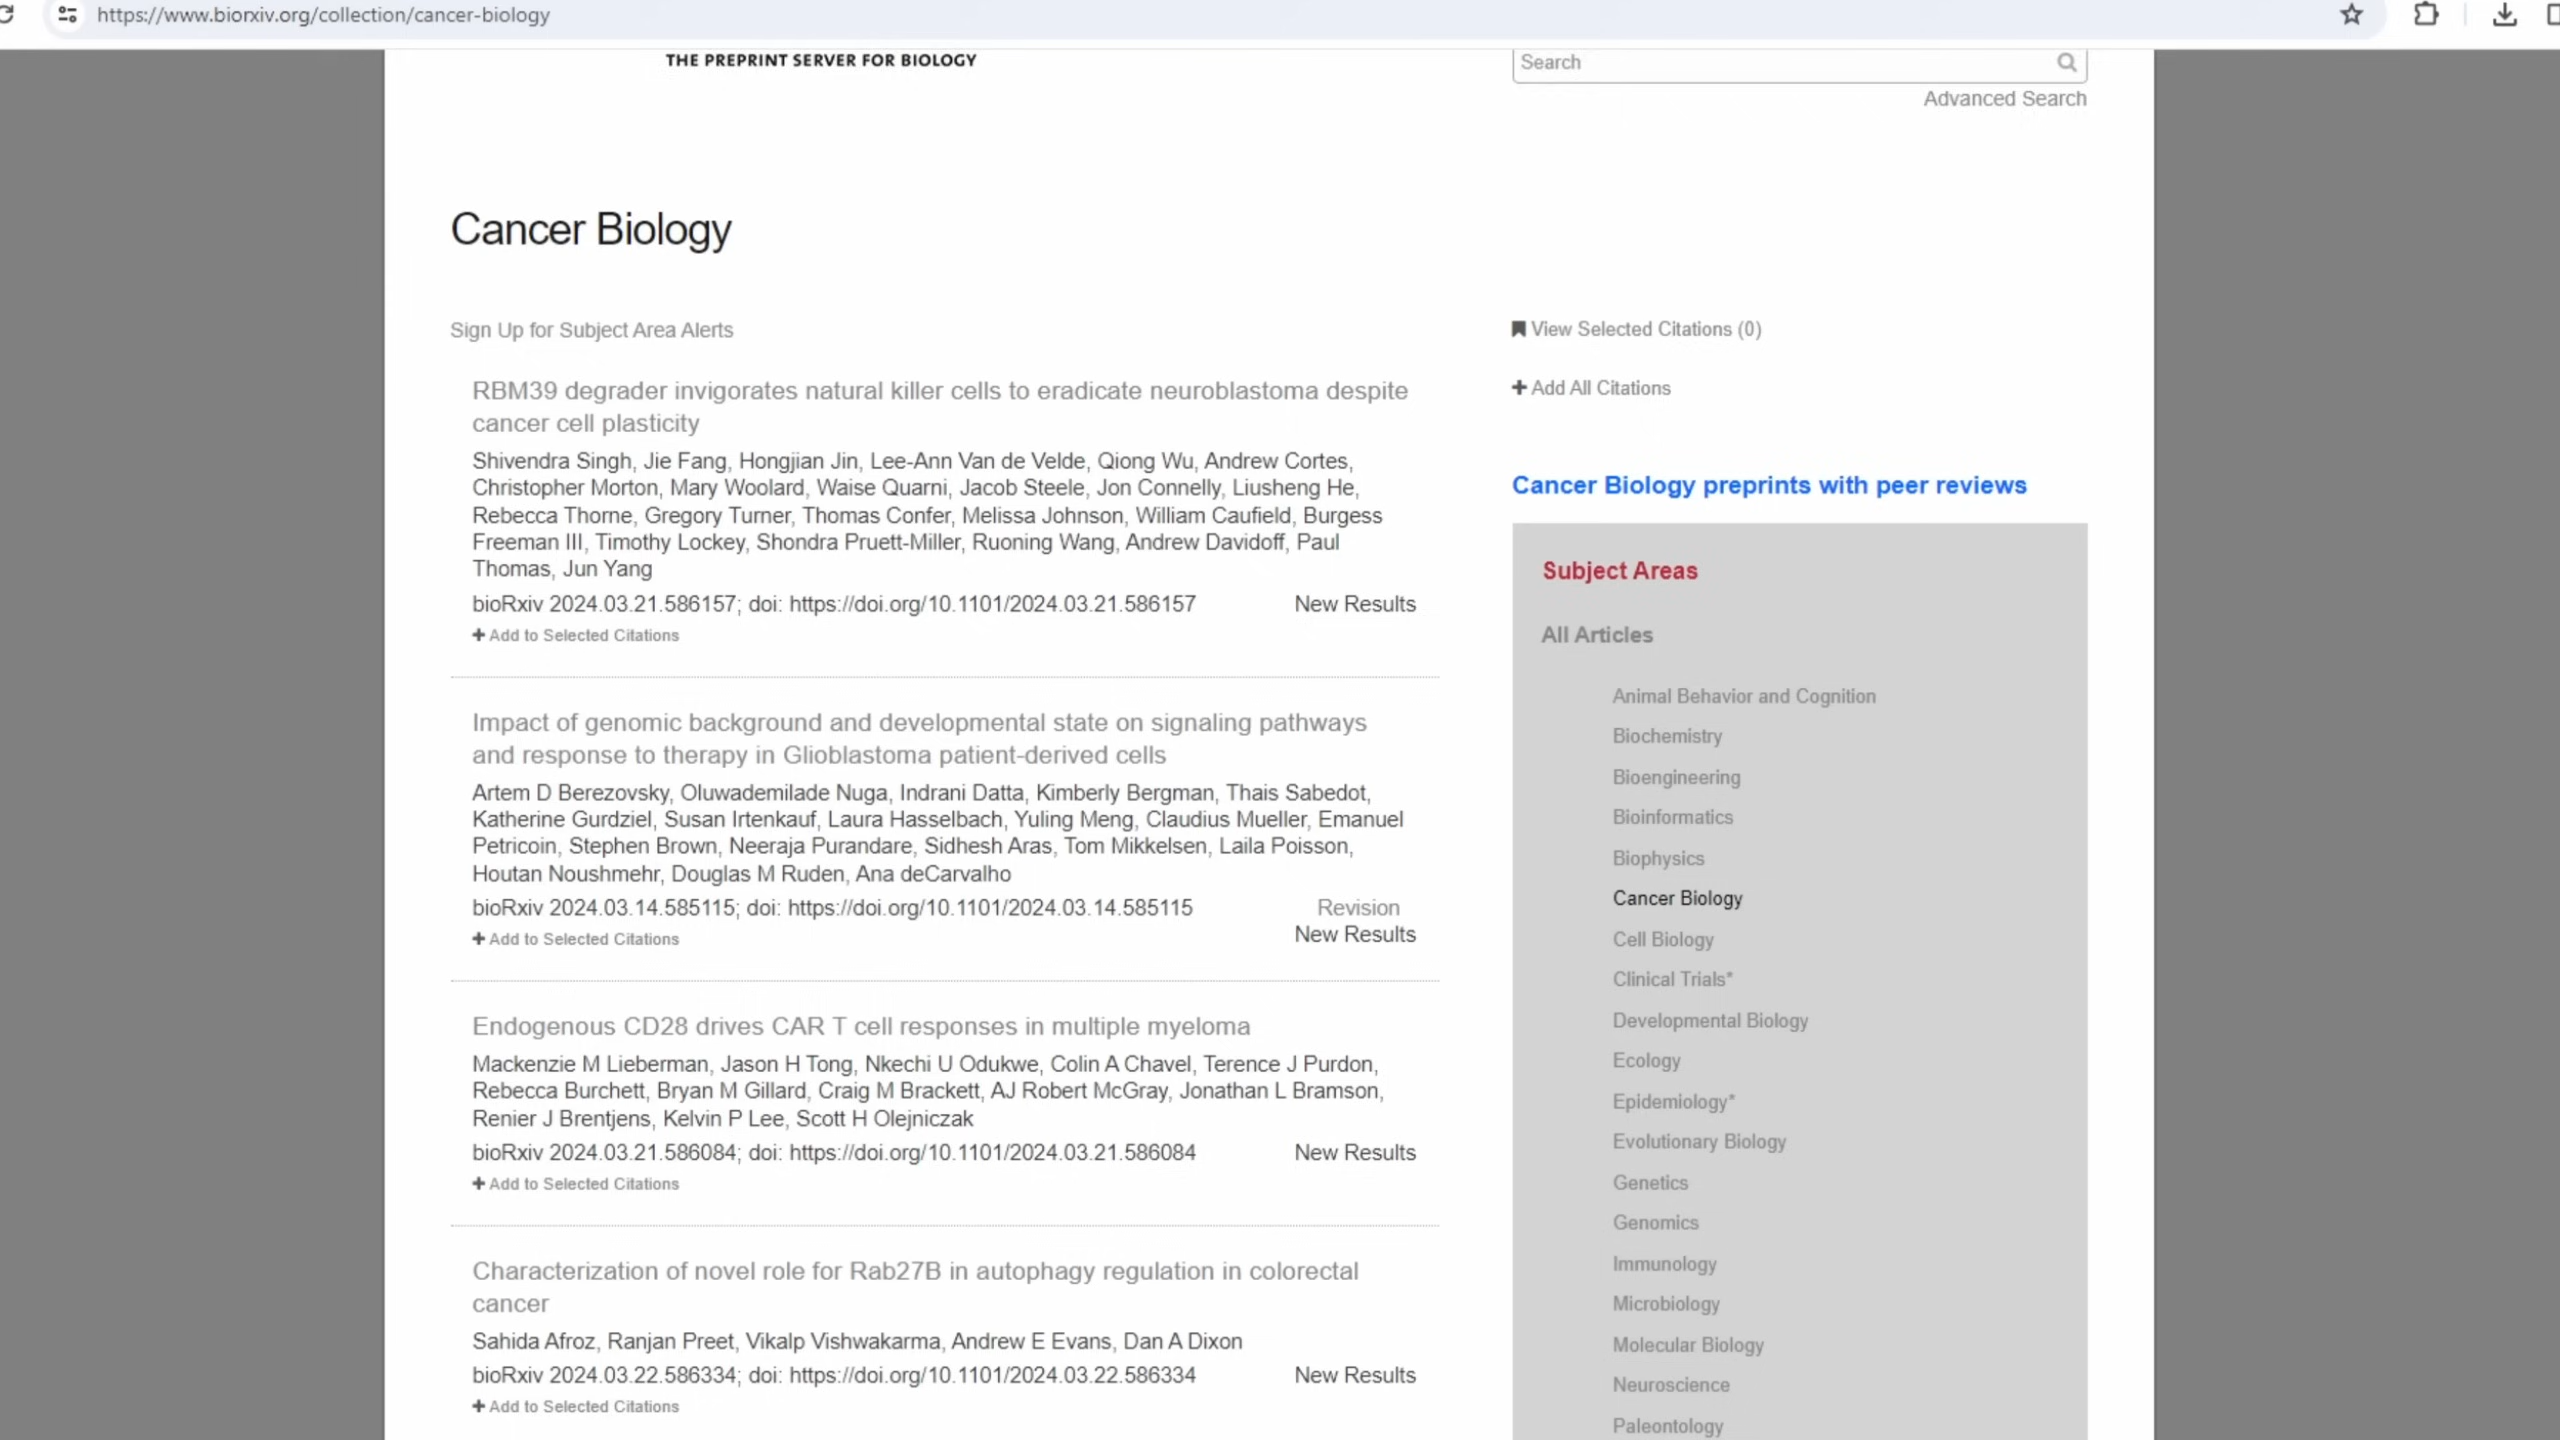 https://www.biorxiv.org/collection/cancer-biology
THE PREPRINT SERVER FOR BIOLOGY
Search
Advanced Search
Cancer Biology
Sign Up for Subject Area Alerts
RBM39 degrader invigorates natural killer cells to eradicate neuroblastoma despite
cancer cell plasticity
Shivendra Singh, Jie Fang, Hongjian Jin, Lee-Ann Van de Velde, Qiong Wu, Andrew Cortes,
Christopher Morton, Mary Woolard, Waise Quarni, Jacob Steele, Jon Connelly, Liusheng He,
Rebecca Thorne, Gregory Turner, Thomas Confer, Melissa Johnson, William Caufield, Burgess
Freeman III, Timothy Lockey, Shondra Pruett-Miller, Ruoning Wang, Andrew Davidoff, Paul
Thomas, Jun Yang
bioRxiv 2024.03.21.586157; doi: https://doi.org/10.1101/2024.03.21.586157 New Results
+ Add to Selected Citations
Impact of genomic background and developmental state on signaling pathways
and response to therapy in Glioblastoma patient-derived cells
Artem D Berezovsky, Oluwademilade Nuga, Indrani Datta, Kimberly Bergman, Thais Sabedot,
Katherine Gurdziel, Susan Irtenkauf, Laura Hasselbach, Yuling Meng, Claudius Mueller, Emanuel
Petricoin, Stephen Brown, Neeraja Purandare, Sidhesh Aras, Tom Mikkelsen, Laila Poisson,
Houtan Noushmehr, Douglas M Ruden, Ana deCarvalho
bioRxiv 2024.03.14.585115; doi: https://doi.org/10.1101/2024.03.14.585115 Revision
New Results
+ Add to Selected Citations
Endogenous CD28 drives CAR T cell responses in multiple myeloma
Mackenzie M Lieberman, Jason H Tong, Nkechi U Odukwe, Colin A Chavel, Terence J Purdon,
Rebecca Burchett, Bryan M Gillard, Craig M Brackett, AJ Robert McGray, Jonathan L Bramson,
Renier J Brentjens, Kelvin P Lee, Scott H Olejniczak
bioRxiv 2024.03.21.586084; doi: https://doi.org/10.1101/2024.03.21.586084 New Results
+ Add to Selected Citations
Characterization of novel role for Rab27B in autophagy regulation in colorectal
cancer
Sahida Afroz, Ranjan Preet, Vikalp Vishwakarma, Andrew E Evans, Dan A Dixon
bioRxiv 2024.03.22.586334; doi: https://doi.org/10.1101/2024.03.22.586334 New Results
+ Add to Selected Citations
View Selected Citations (0)
+ Add All Citations
Cancer Biology preprints with peer reviews
Subject Areas
All Articles
Animal Behavior and Cognition
Biochemistry
Bioengineering
Bioinformatics
Biophysics
Cancer Biology
Cell Biology
Clinical Trials*
Developmental Biology
Ecology
Epidemiology*
Evolutionary Biology
Genetics
Genomics
Immunology
Microbiology
Molecular Biology
Neuroscience
Paleontology